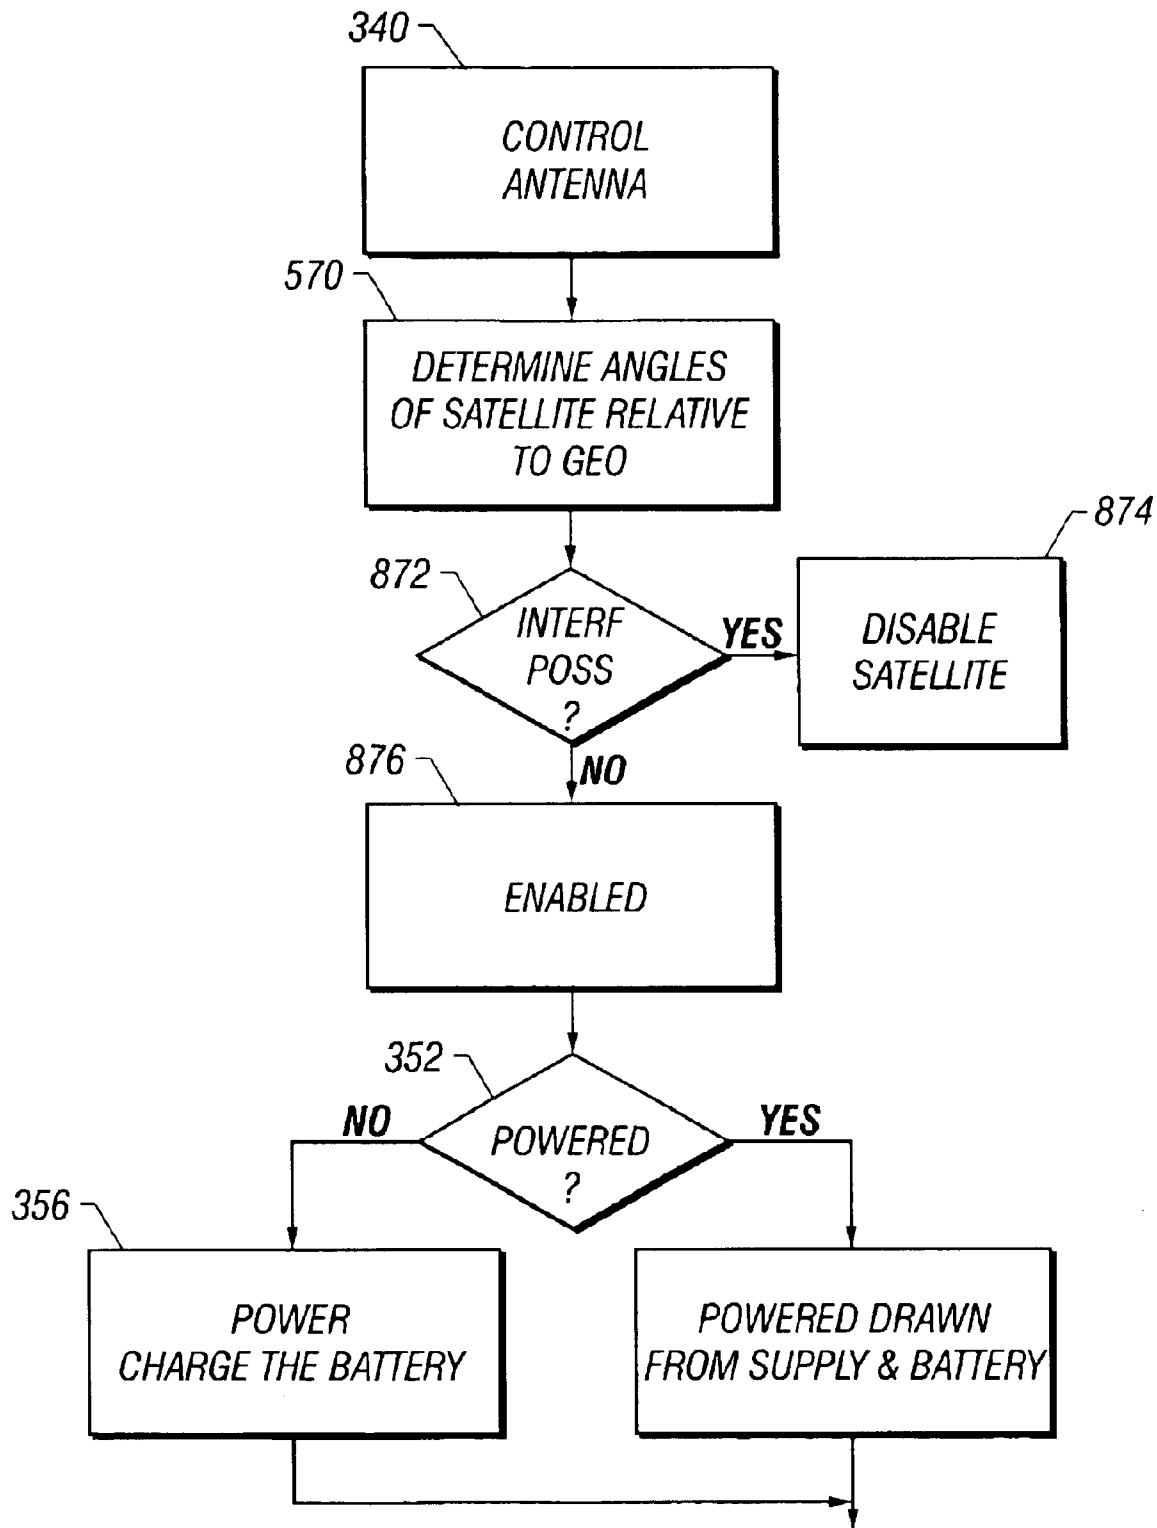 340
CONTROL
ANTENNA
570
DETERMINE ANGLES
OF SATELLITE RELATIVE
TO GEO
872
INTERF
POSS
?
YES
874
DISABLE
SATELLITE
NO
876
ENABLED
352
POWERED
?
NO
YES
356
POWER
CHARGE THE BATTERY
POWERED DRAWN
FROM SUPPLY & BATTERY